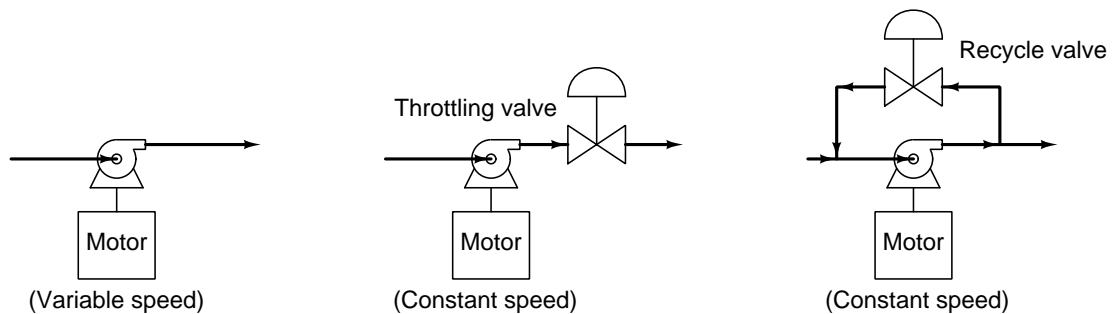 Recycle valve
Throttling valve
Motor
Motor
Motor
(Variable speed)
(Constant speed)
(Constant speed)